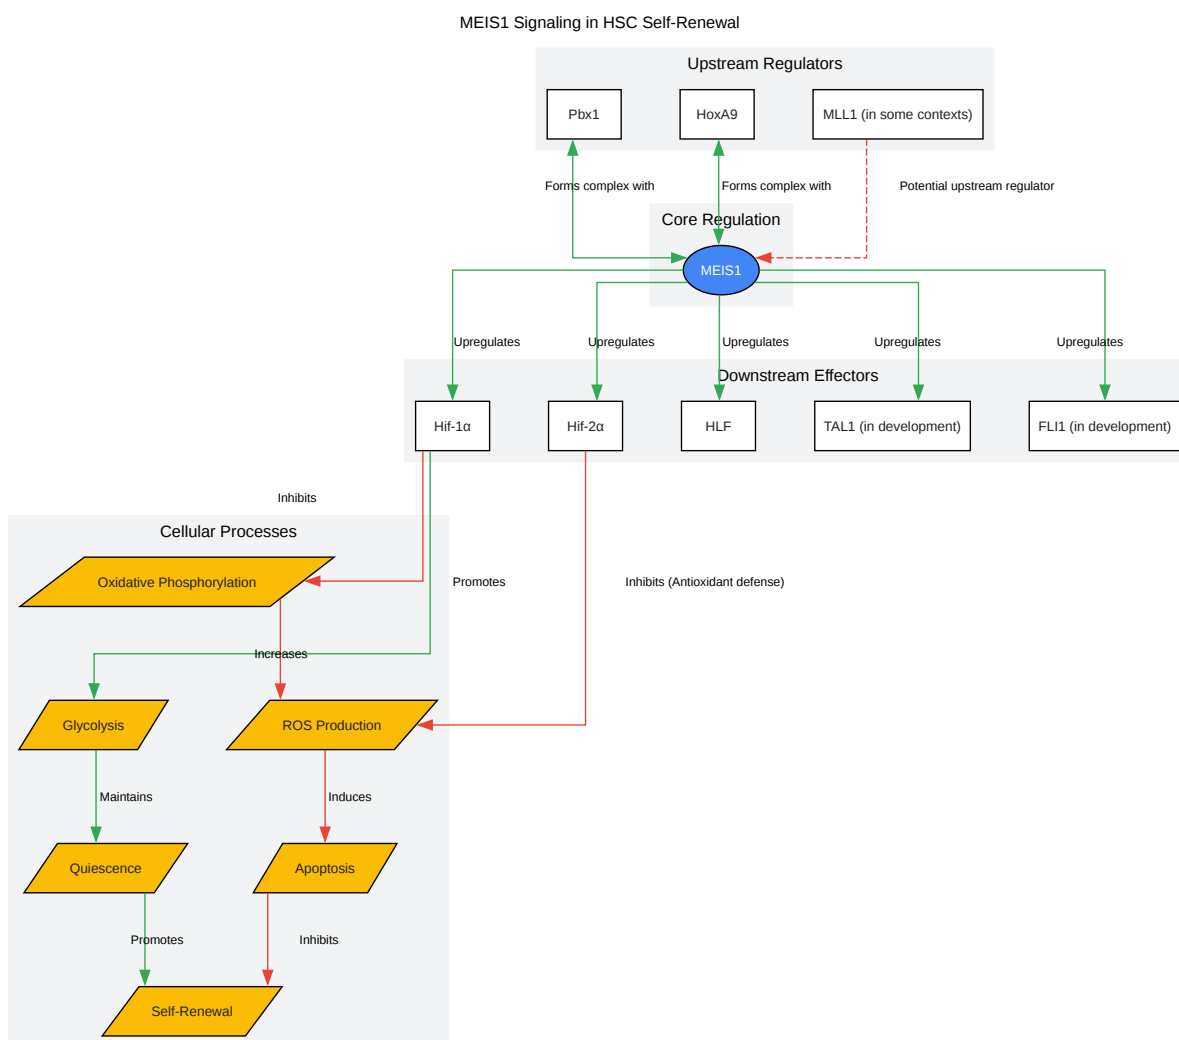 MEIS1 Signaling in HSC Self-Renewal
Upstream Regulators
Pbx1
HoxA9
MLL1 (in some contexts)
Forms complex with
Forms complex with
Potential upstream regulator
Core Regulation
MEIS1
Upregulates
Upregulates
Upregulates
Upregulates
Upregulates
Downstream Effectors
Hif-1α
Hif-2α
HLF
TAL1 (in development)
FLI1 (in development)
Inhibits
Cellular Processes
Oxidative Phosphorylation
Promotes
Inhibits (Antioxidant defense)
Increases
Glycolysis
ROS Production
Maintains
Induces
Quiescence
Apoptosis
Promotes
Inhibits
Self-Renewal